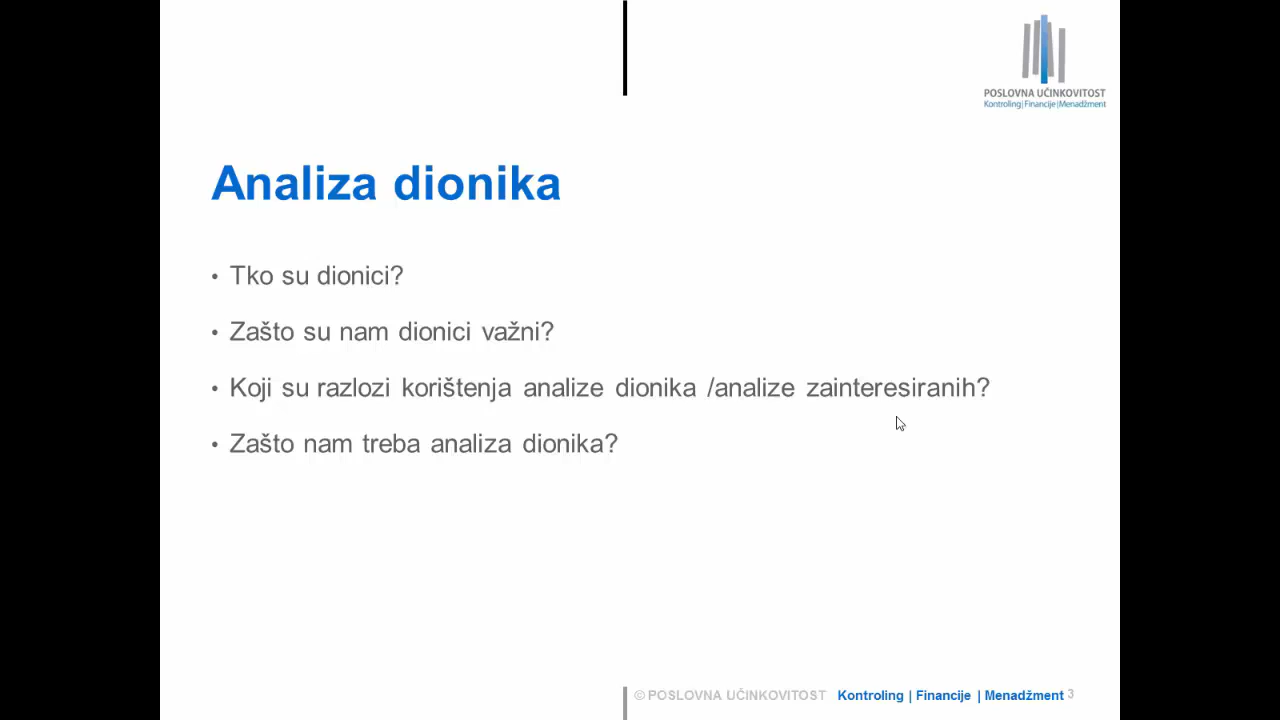 POSLOVNA UČINKOVITOST
Kontroling|Financije|Menadžment
Analiza dionika
• Tko su dionici?
• Zašto su nam dionici važni?
• Koji su razlozi korištenja analize dionika /analize zainteresiranih?
• Zašto nam treba analiza dionika?
© POSLOVNA UČINKOVITOST Kontroling | Financije | Menadžment 3